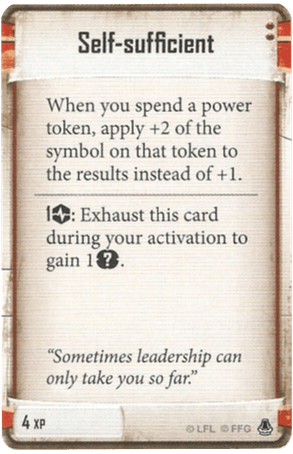 Self-sufficient
When you spend a power
token, apply +2 of the
symbol on that token to
the results instead of +1.
1: Exhaust this card
during your activation to
gain 1?.
“Sometimes leadership can
only take you so far.”
4 XP
© LFL © FFG